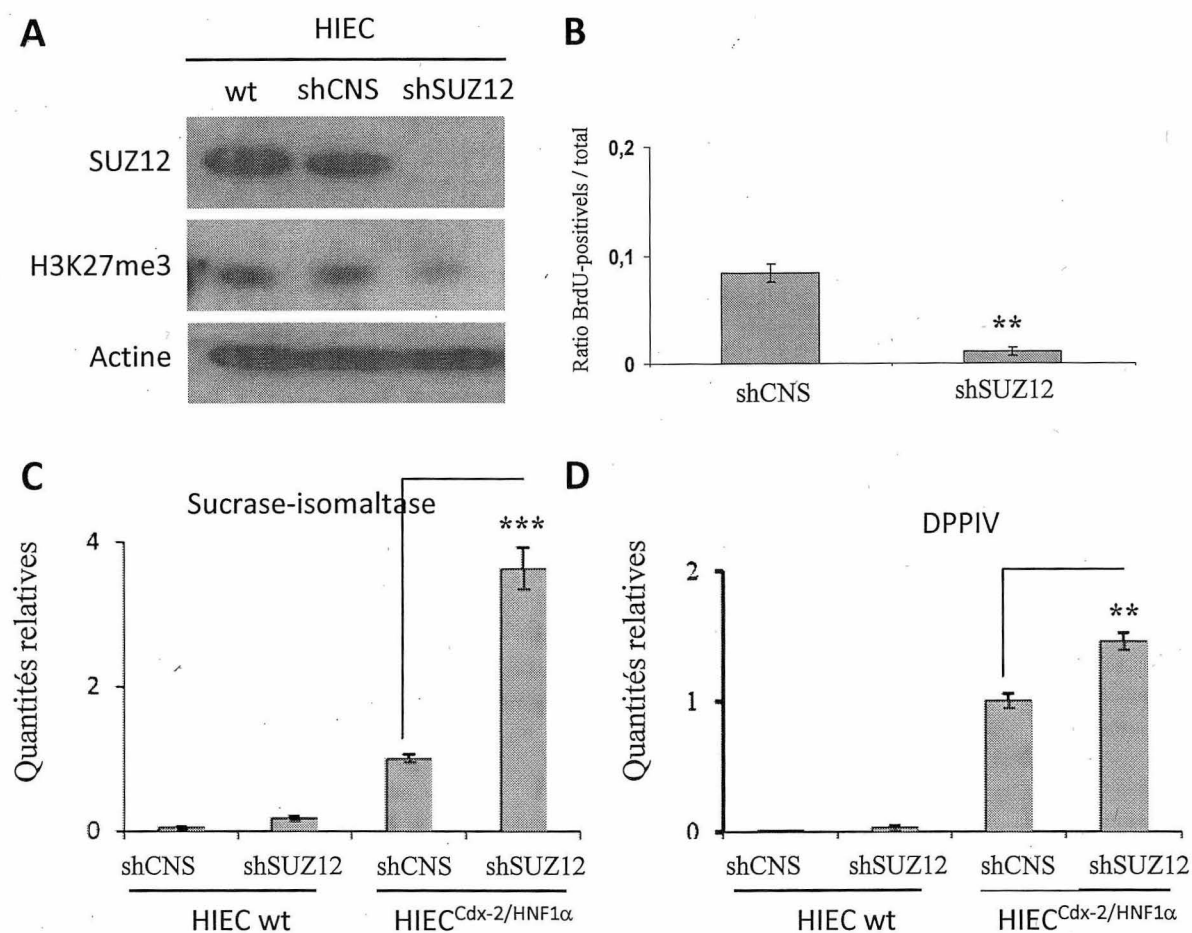 A
HIEC
wt shCNS shSUZ12
SUZ12
H3K27me3
Actine
B
Ratio BrdU-positivels / total
0,2
0,1
0
**
shCNS shSUZ12
C
Sucrase-isomaltase
Quantités relatives
4
2
0
***
shCNS shSUZ12 shCNS shSUZ12
HIEC wt HIEC^Cdx-2/HNF1α
D
DPPIV
Quantités relatives
2
1
0
**
shCNS shSUZ12 shCNS shSUZ12
HIEC wt HIEC^Cdx-2/HNF1α